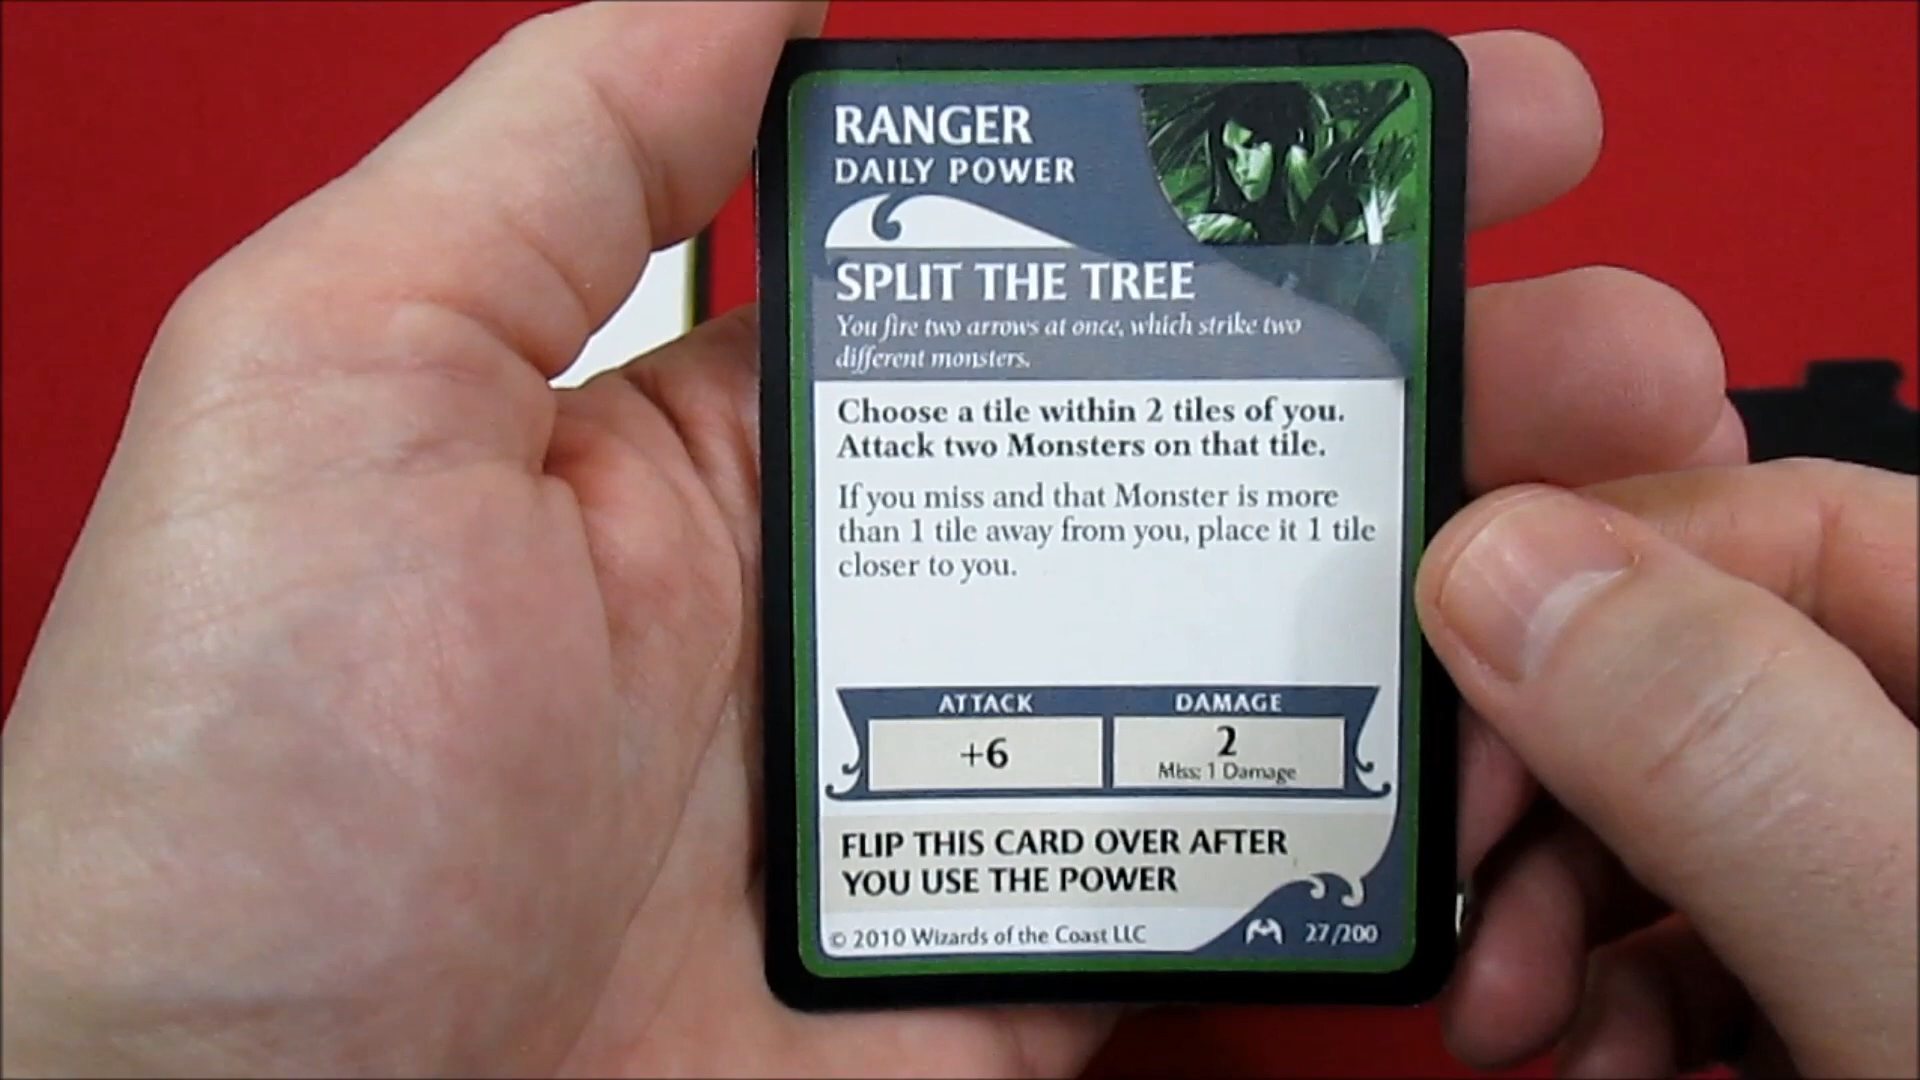 RANGER
DAILY POWER
SPLIT THE TREE
You fire two arrows at once, which strike two
different monsters.
Choose a tile within 2 tiles of you.
Attack two Monsters on that tile.
If you miss and that Monster is more
than 1 tile away from you, place it 1 tile
closer to you.
ATTACK
DAMAGE
+6
2
Miss: 1 Damage
FLIP THIS CARD OVER AFTER
YOU USE THE POWER
© 2010 Wizards of the Coast LLC
27/200